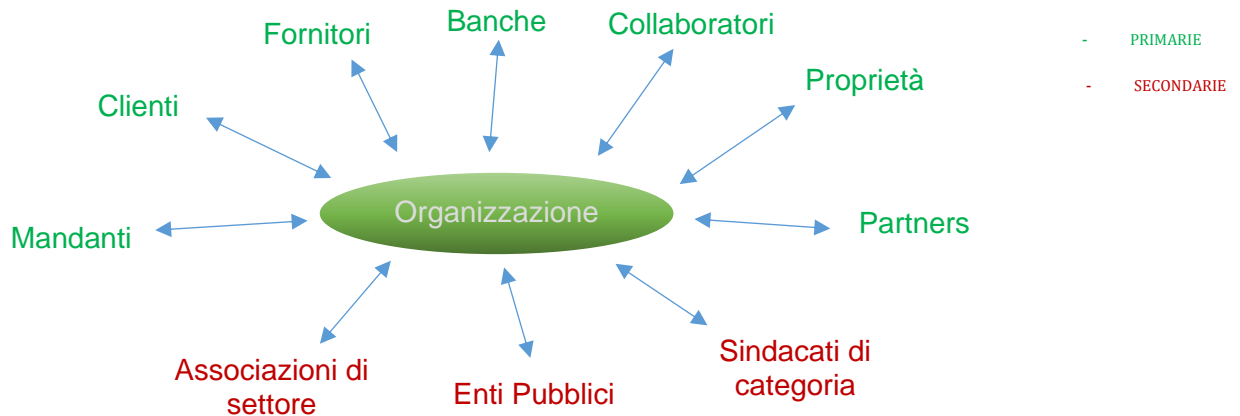 Banche
Collaboratori
Fornitori
- PRIMARIE
Proprietà
- SECONDARIE
Clienti
Organizzazione
Mandanti
Partners
Associazioni di
settore
Enti Pubblici
Sindacati di
categoria